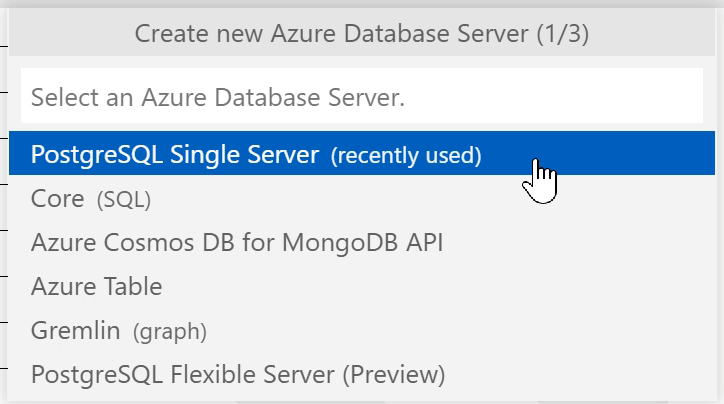 Create new Azure Database Server (1/3)
Select an Azure Database Server.
PostgreSQL Single Server (recently used)
Core (SQL)
Azure Cosmos DB for MongoDB API
Azure Table
Gremlin (graph)
PostgreSQL Flexible Server (Preview)